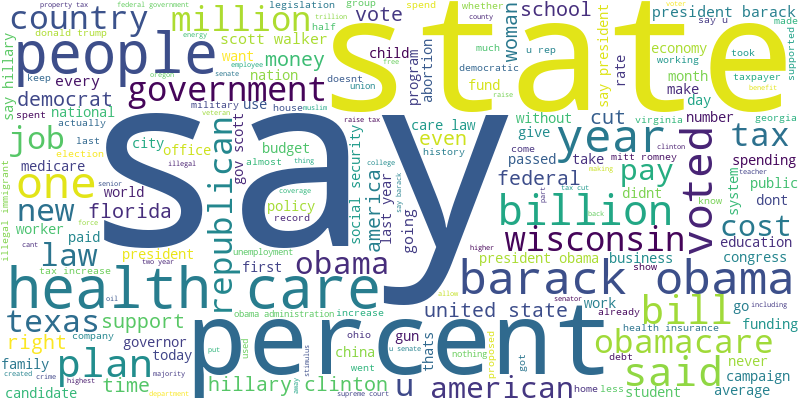 property tax
federal government
legislation
group
spend
whether
county
senate
voter
made
country
million
trillion
half
vote
school
president barack
say u
donald trump
state
people
scott walker
money
want
nation
child
program
abortion
woman
u rep
much
democratic
fund
say president
rate
economy
working
month
make
day
supported
took
taxpayer
benefit
say hillary
energy
oregon
keep
employee
senate
every
government
doesnt
military
union
free
raise
democrat
spent
national
use
house
muslim
veteran
raise tax
care law
without
give
cut
number
virginia
georgia
job
actually
last
city
office
gov scott
budget
even
history
passed
come
take
mitt romney
year
tax
clinton
say
medicare
election
illegal
almost
thing
social security
america
last year
college
federal
making
teacher
spending
one
senior
world
policy
coverage
going
say barack
pay
didnt
voted
system
public
dont
know
illegal immigrant
new
florida
republican
record
billion
tax cut
part
back
cost
worker
paid
force
president
unemployment
first
obama
wisconsin
higher
president obama
business
show
education
congress
law
cant
two year
tax increase
health care
oil
barack obama
senator
allow
already
work
go
including
texas
support
company
governor
today
obama administration
increase
put
used
stimulus
percent
united state
bill
health insurance
funding
right
family
created
crime
highest
majority
ohio
away
china
went
gun
thats
u senate
nothing
proposed
got
obamacare
debt
never
plan
time
candidate
department
hillary clinton
supreme court
u
american
home
less
said
student
campaign
average